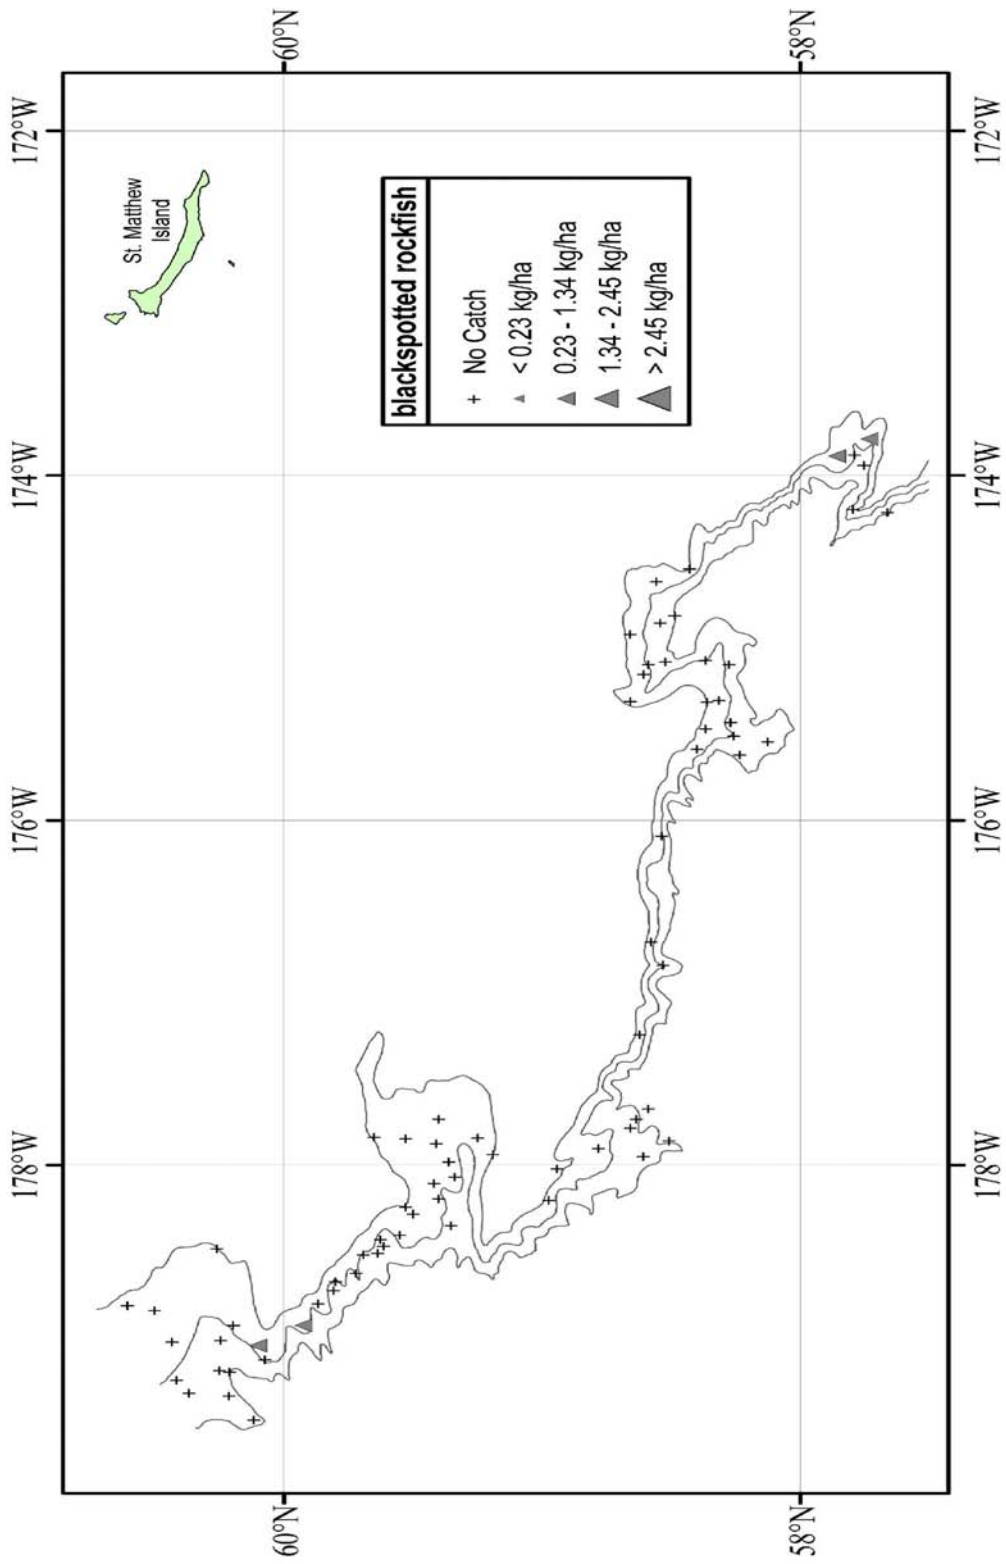 172°W
174°W
176°W
178°W
60°N
58°N
St. Matthew
Island
blackspotted rockfish
No Catch
< 0.23 kg/ha
0.23 - 1.34 kg/ha
1.34 - 2.45 kg/ha
> 2.45 kg/ha
60°N
58°N
172°W
174°W
176°W
178°W